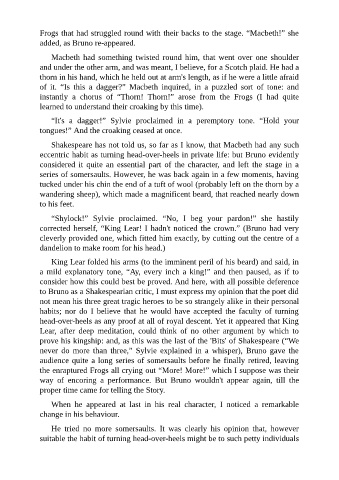 Frogs that had struggled round with their backs to the stage. “Macbeth!” she
added, as Bruno re-appeared.
Macbeth had something twisted round him, that went over one shoulder
and under the other arm, and was meant, I believe, for a Scotch plaid. He had a
thorn in his hand, which he held out at arm's length, as if he were a little afraid
of it. “Is this a dagger?” Macbeth inquired, in a puzzled sort of tone: and
instantly a chorus of “Thorn! Thorn!” arose from the Frogs (I had quite
learned to understand their croaking by this time).
“It's a dagger!” Sylvie proclaimed in a peremptory tone. “Hold your
tongues!” And the croaking ceased at once.
Shakespeare has not told us, so far as I know, that Macbeth had any such
eccentric habit as turning head-over-heels in private life: but Bruno evidently
considered it quite an essential part of the character, and left the stage in a
series of somersaults. However, he was back again in a few moments, having
tucked under his chin the end of a tuft of wool (probably left on the thorn by a
wandering sheep), which made a magnificent beard, that reached nearly down
to his feet.
“Shylock!” Sylvie proclaimed. “No, I beg your pardon!” she hastily
corrected herself, “King Lear! I hadn't noticed the crown.” (Bruno had very
cleverly provided one, which fitted him exactly, by cutting out the centre of a
dandelion to make room for his head.)
King Lear folded his arms (to the imminent peril of his beard) and said, in
a mild explanatory tone, “Ay, every inch a king!” and then paused, as if to
consider how this could best be proved. And here, with all possible deference
to Bruno as a Shakespearian critic, I must express my opinion that the poet did
not mean his three great tragic heroes to be so strangely alike in their personal
habits; nor do I believe that he would have accepted the faculty of turning
head-over-heels as any proof at all of royal descent. Yet it appeared that King
Lear, after deep meditation, could think of no other argument by which to
prove his kingship: and, as this was the last of the 'Bits' of Shakespeare (“We
never do more than three,” Sylvie explained in a whisper), Bruno gave the
audience quite a long series of somersaults before he finally retired, leaving
the enraptured Frogs all crying out “More! More!” which I suppose was their
way of encoring a performance. But Bruno wouldn't appear again, till the
proper time came for telling the Story.
When he appeared at last in his real character, I noticed a remarkable
change in his behaviour.
He tried no more somersaults. It was clearly his opinion that, however
suitable the habit of turning head-over-heels might be to such petty individuals